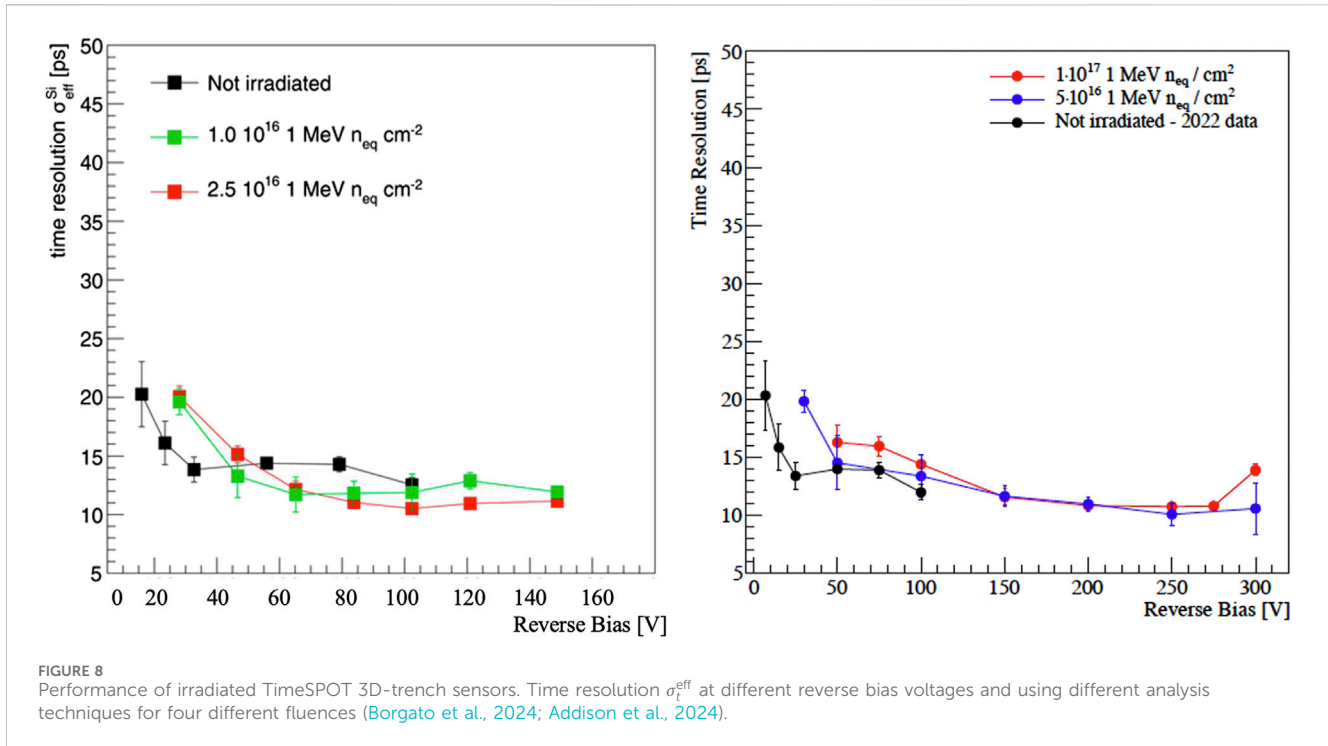 50
45
40
35
30
25
20
15
10
5
time resolution σ_eff^Si [ps]
Not irradiated
1.0 10^16 1 MeV n_eq cm^-2
2.5 10^16 1 MeV n_eq cm^-2
0 20 40 60 80 100 120 140 160
Reverse Bias [V]
50
45
40
35
30
25
20
15
10
5
Time Resolution [ps]
1·10^17 1 MeV n_eq / cm^2
5·10^16 1 MeV n_eq / cm^2
Not irradiated - 2022 data
0 50 100 150 200 250 300
Reverse Bias [V]
FIGURE 8
Performance of irradiated TimeSPOT 3D-trench sensors. Time resolution σ_t^eff at different reverse bias voltages and using different analysis
techniques for four different fluences (Borgato et al., 2024; Addison et al., 2024).